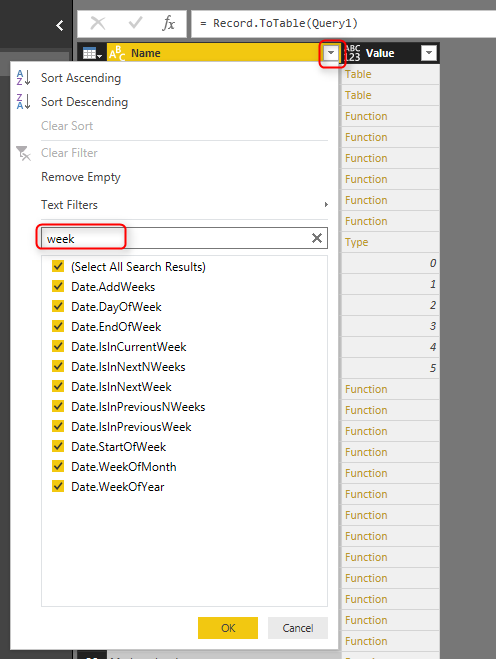 = Record.ToTable(Query1)
ABC Name
ABC 123 Value
Sort Ascending
Sort Descending
Clear Sort
Clear Filter
Remove Empty
Text Filters
week
(Select All Search Results)
Date.AddWeeks
Date.DayOfWeek
Date.EndOfWeek
Date.IsInCurrentWeek
Date.IsInNextNWeeks
Date.IsInNextWeek
Date.IsInPreviousNWeeks
Date.IsInPreviousWeek
Date.StartOfWeek
Date.WeekOfMonth
Date.WeekOfYear
OK
Cancel
Table
Table
Function
Function
Function
Function
Function
Function
Type
0
1
2
3
4
5
Function
Function
Function
Function
Function
Function
Function
Function
Function
Function
Function
Function
Function